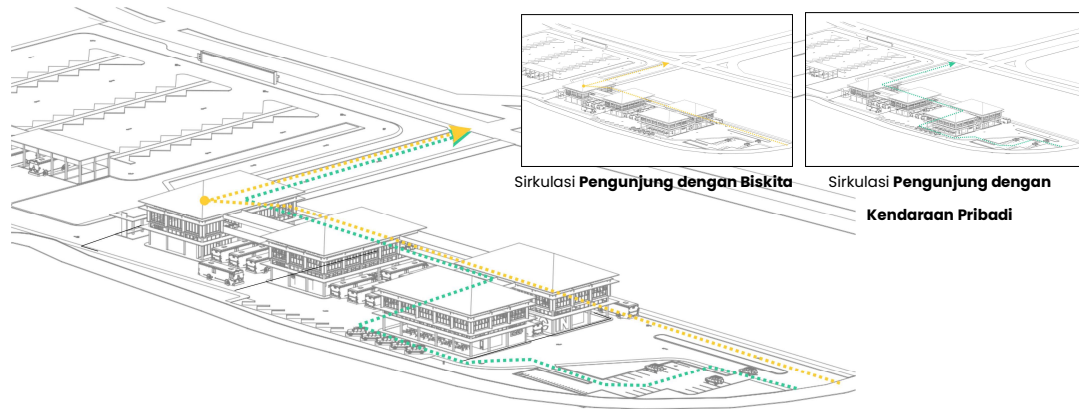 Sirkulasi Pengunjung dengan Biskita
Sirkulasi Pengunjung dengan
Kendaraan Pribadi